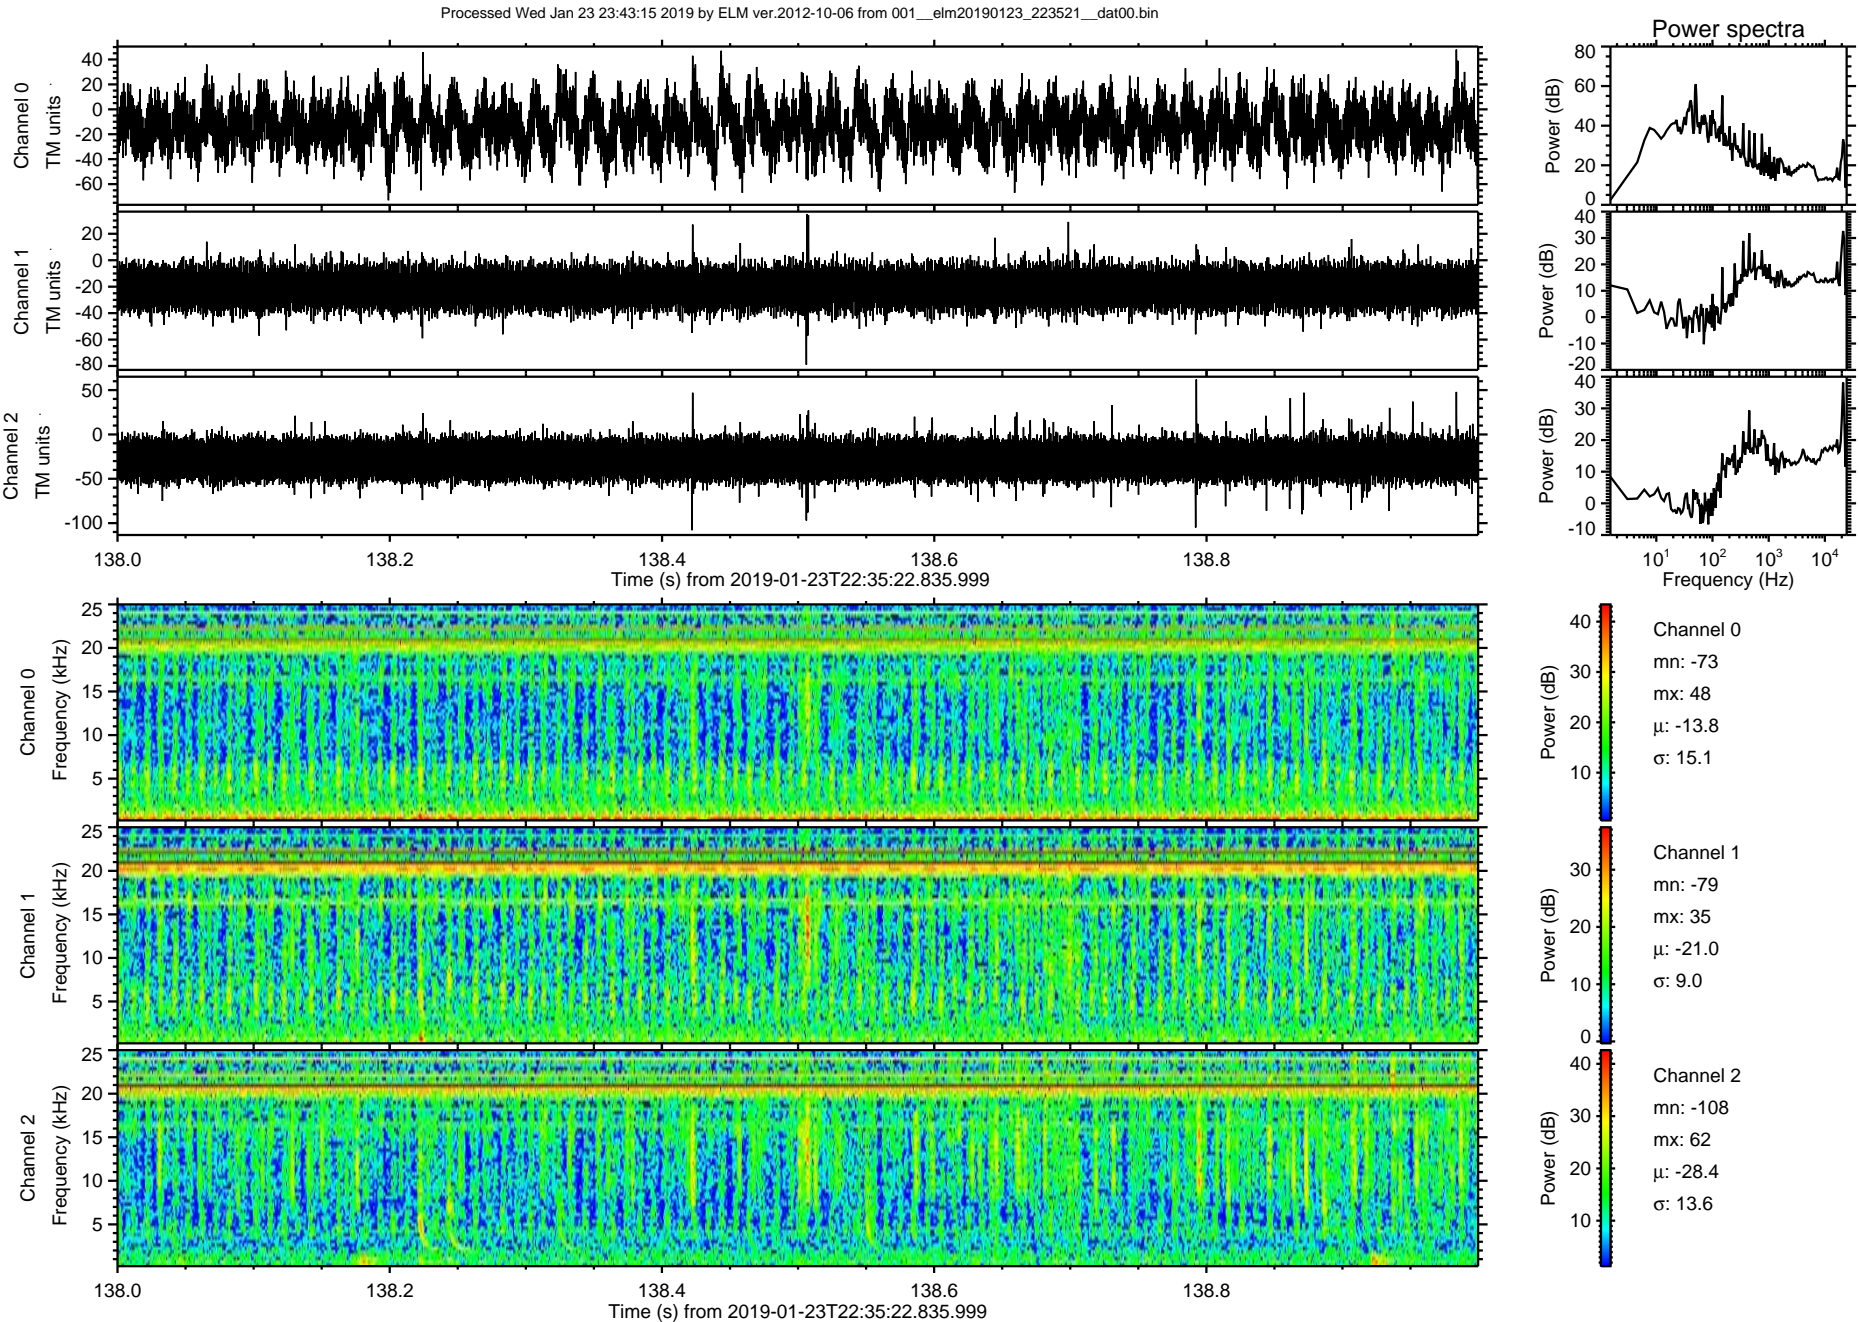 Processed Wed Jan 23 23:43:15 2019 by ELM ver.2012-10-06 from 001__elm20190123_223521__dat00.bin
Power spectra
Channel 0
TM units
40
20
0
-20
-40
-60
Power (dB)
80
60
40
20
0
Channel 1
TM units
20
0
-20
-40
-60
-80
Power (dB)
40
30
20
10
0
-10
-20
Channel 2
TM units
50
0
-50
-100
Power (dB)
40
30
20
10
0
-10
138.0 138.2 138.4 138.6 138.8
Time (s) from 2019-01-23T22:35:22.835.999
10^1 10^2 10^3 10^4
Frequency (Hz)
Channel 0
Frequency (kHz)
25
20
15
10
5
Power (dB)
40
30
20
10
Channel 0
mn: -73
mx: 48
μ: -13.8
σ: 15.1
Channel 1
Frequency (kHz)
25
20
15
10
5
Power (dB)
30
20
10
0
Channel 1
mn: -79
mx: 35
μ: -21.0
σ: 9.0
Channel 2
Frequency (kHz)
25
20
15
10
5
Power (dB)
40
30
20
10
Channel 2
mn: -108
mx: 62
μ: -28.4
σ: 13.6
138.0 138.2 138.4 138.6 138.8
Time (s) from 2019-01-23T22:35:22.835.999